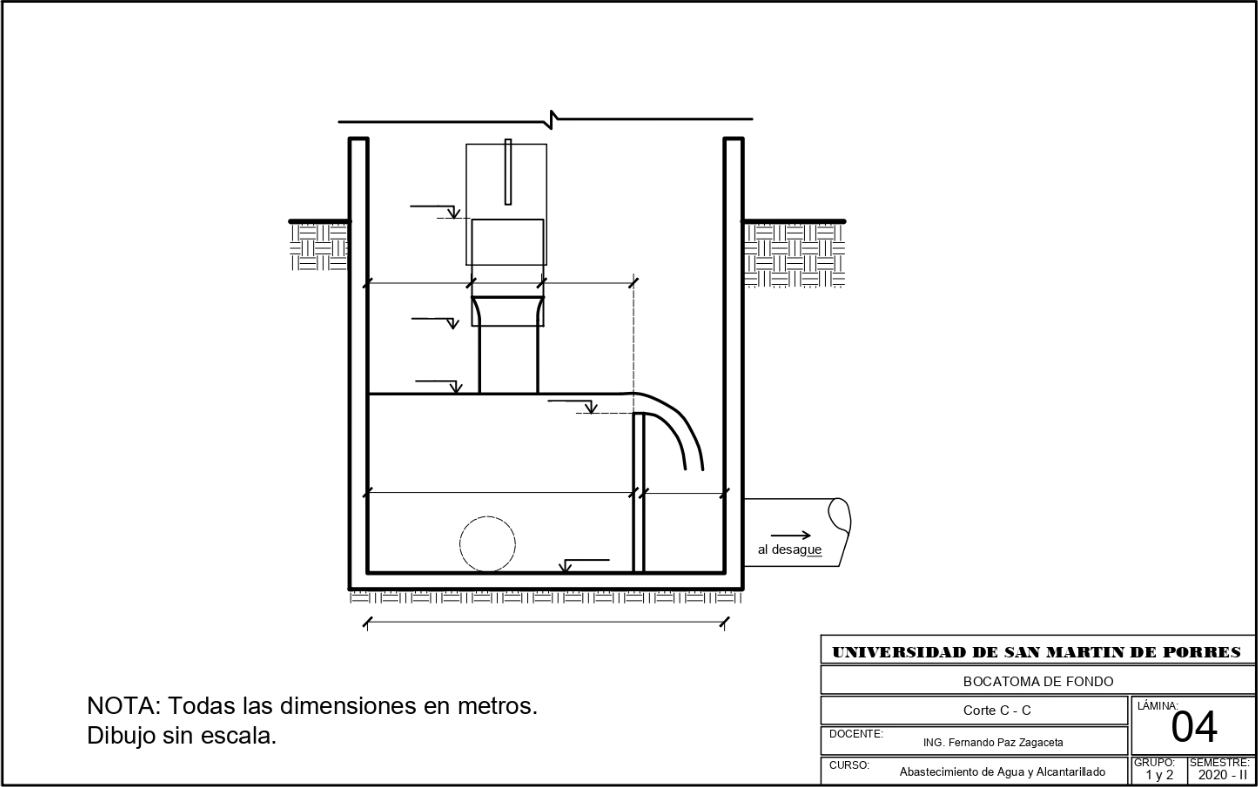 al desague
NOTA: Todas las dimensiones en metros.
Dibujo sin escala.
UNIVERSIDAD DE SAN MARTIN DE PORRES
BOCATOMA DE FONDO
Corte C - C
LÁMINA:
04
DOCENTE:
ING. Fernando Paz Zagaceta
CURSO:
Abastecimiento de Agua y Alcantarillado
GRUPO:
1 y 2
SEMESTRE:
2020 - II